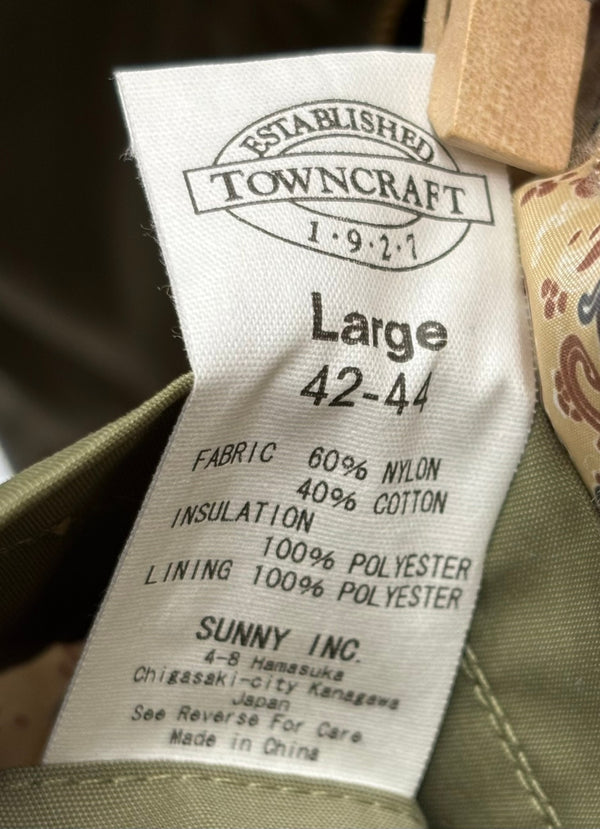 ESTABLISHED
TOWNCRAFT
1·9·2·7
Large
42-44
FABRIC 60% NYLON
40% COTTON
INSULATION
100% POLYESTER
LINING 100% POLYESTER
SUNNY INC.
4-8 Hamasuka
Chigasaki-city Kanagawa
Japan
See Reverse For Care
Made in China